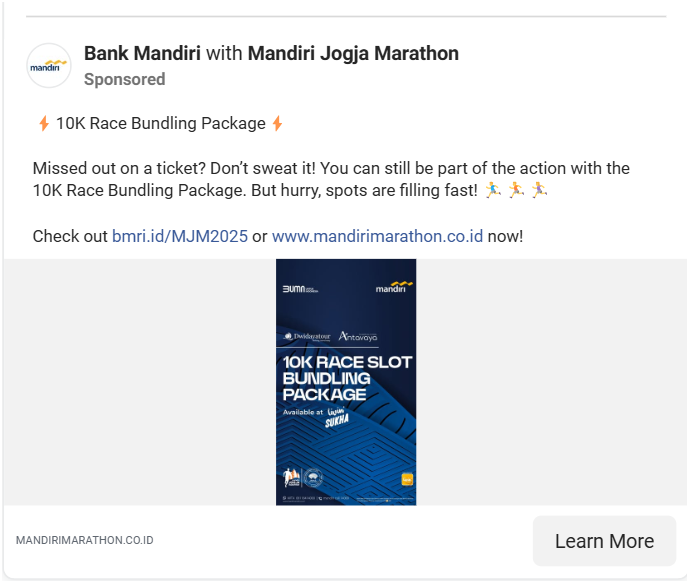 mandiri
Bank Mandiri with Mandiri Jogja Marathon
Sponsored
⚡ 10K Race Bundling Package ⚡
Missed out on a ticket? Don't sweat it! You can still be part of the action with the
10K Race Bundling Package. But hurry, spots are filling fast! 🏃‍♂️ 🏃 🏃‍♀️
Check out bmri.id/MJM2025 or www.mandirimarathon.co.id now!
BUMN
mandiri
Dwidayatour
Antavaya
10K RACE SLOT
BUNDLING
PACKAGE
Available at livin' SUKHA
MANDIRIMARATHON.CO.ID
Learn More